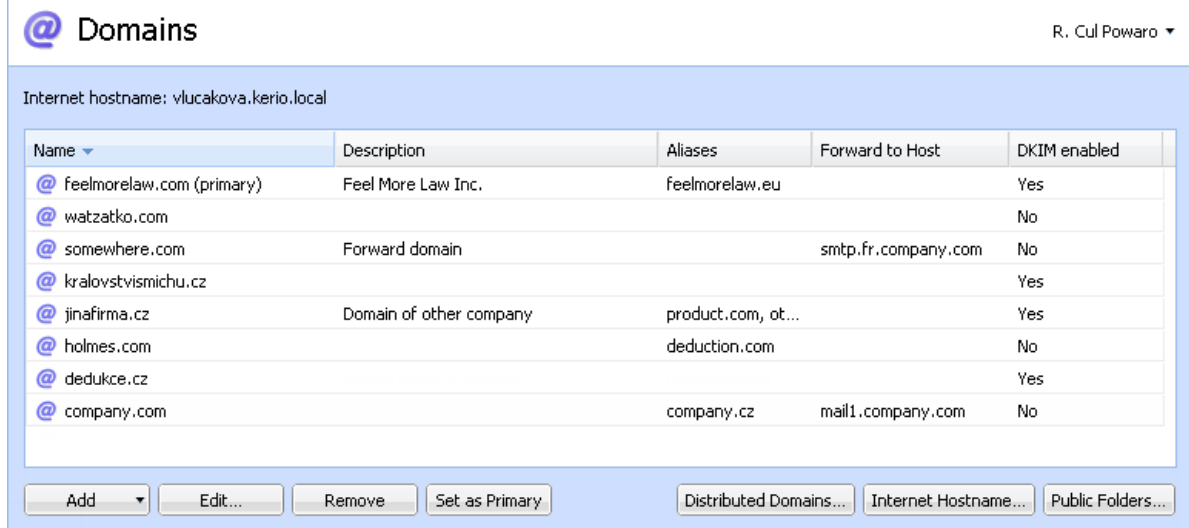 @ Domains
R. Cul Powaro
Internet hostname: vlucakova.kerio.local
Name Description Aliases Forward to Host DKIM enabled
@ feelmorelaw.com (primary) Feel More Law Inc. feelmorelaw.eu Yes
@ watzatko.com No
@ somewhere.com Forward domain smtp.fr.company.com No
@ kralovstvismichu.cz Yes
@ jinafirma.cz Domain of other company product.com, ot... Yes
@ holmes.com deduction.com No
@ dedukce.cz Yes
@ company.com company.cz mail1.company.com No
Add Edit... Remove Set as Primary Distributed Domains... Internet Hostname... Public Folders...